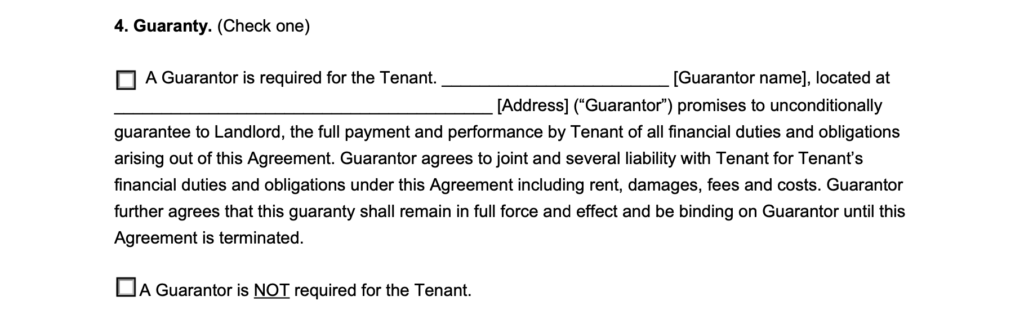 4. Guaranty. (Check one)
☐ A Guarantor is required for the Tenant. __________________________ [Guarantor name], located at
___________________________________________ [Address] (“Guarantor”) promises to unconditionally
guarantee to Landlord, the full payment and performance by Tenant of all financial duties and obligations
arising out of this Agreement. Guarantor agrees to joint and several liability with Tenant for Tenant's
financial duties and obligations under this Agreement including rent, damages, fees and costs. Guarantor
further agrees that this guaranty shall remain in full force and effect and be binding on Guarantor until this
Agreement is terminated.
☐ A Guarantor is NOT required for the Tenant.